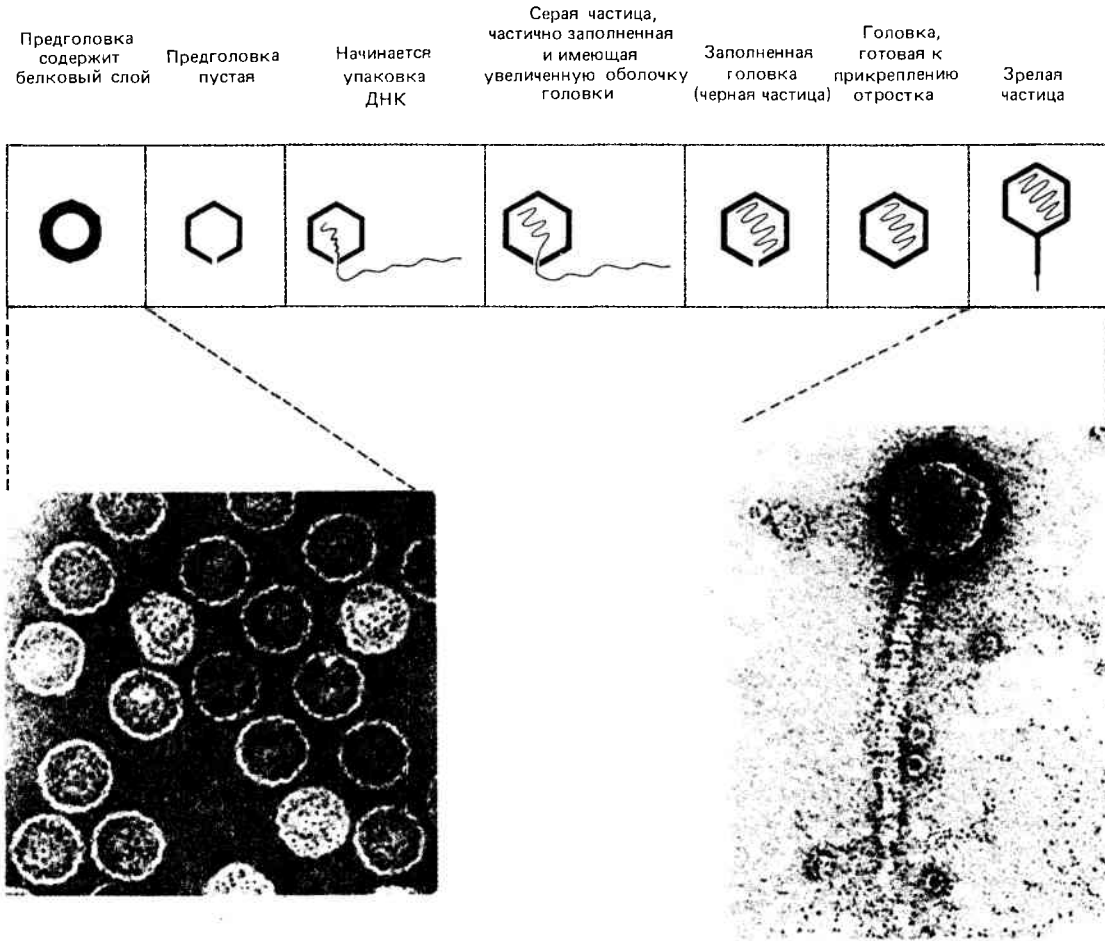 Предголовка
содержит
белковый слой
Предголовка
пустая
Начинается
упаковка
ДНК
Серая частица,
частично заполненная
и имеющая
увеличенную оболочку
головки
Заполненная
головка
(черная частица)
Головка,
готовая к
прикреплению
отростка
Зрелая
частица